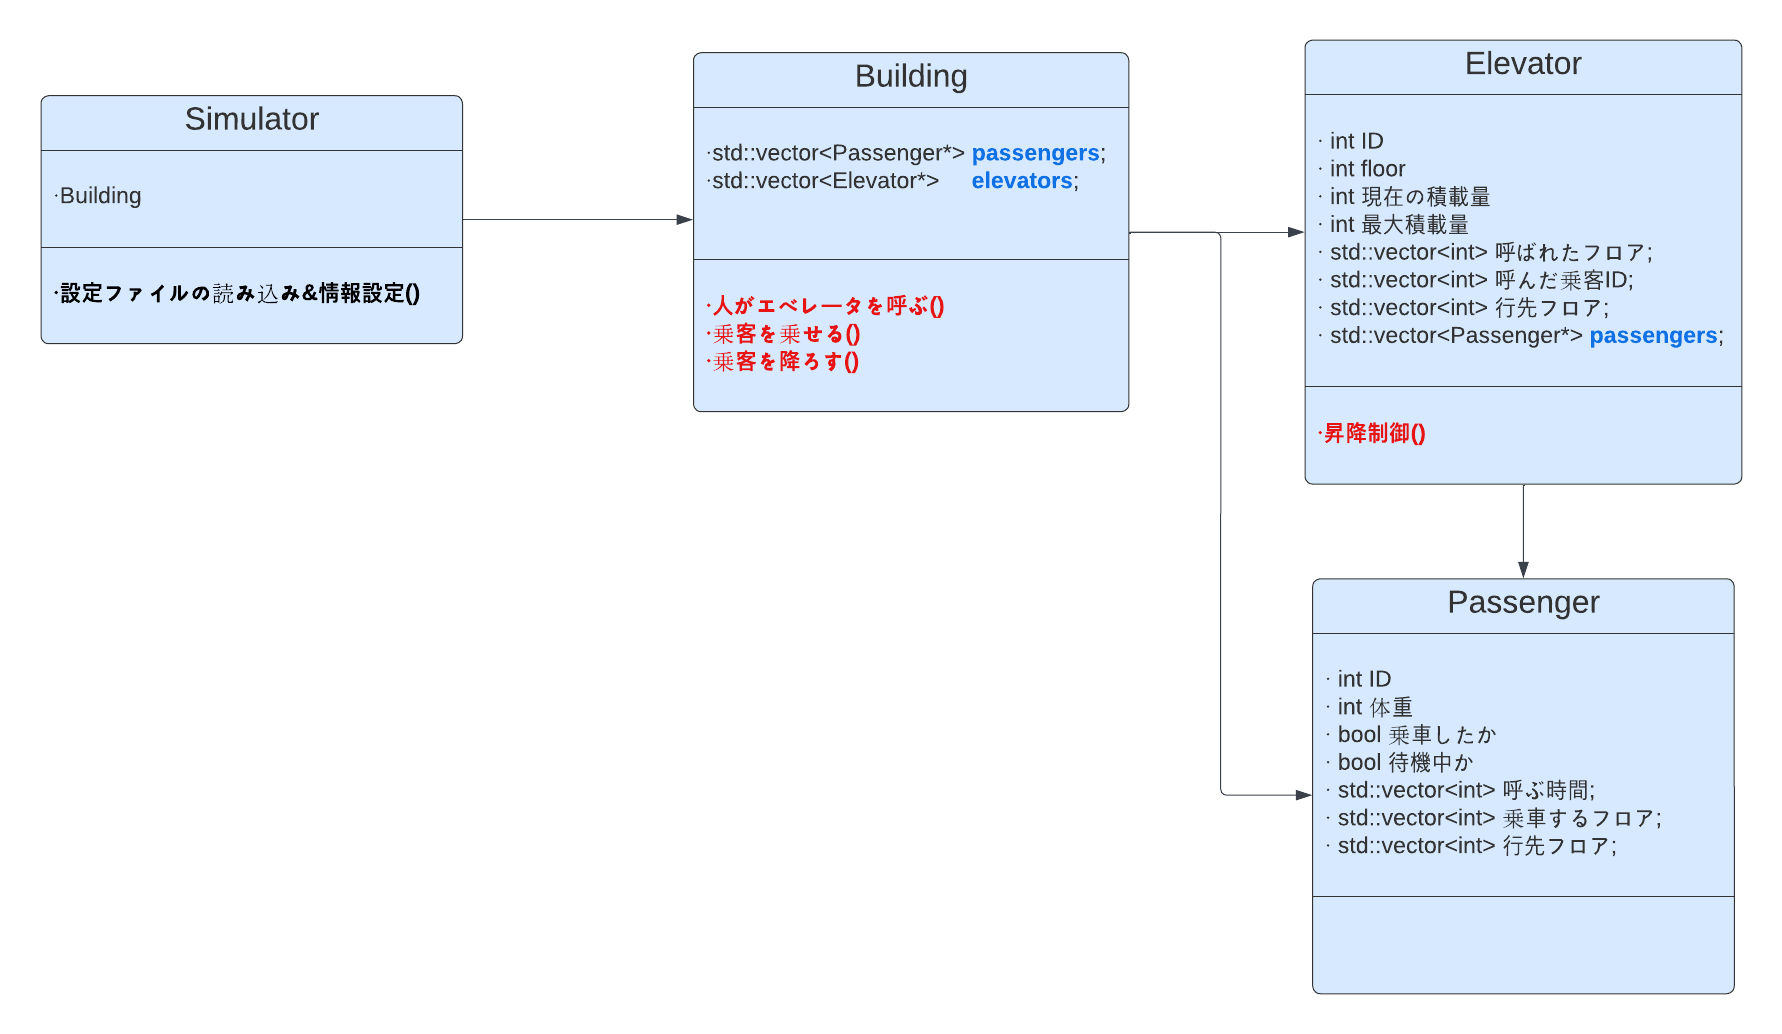 Simulator
·Building
·設定ファイルの読み込み&情報設定()
Building
·std::vector<Passenger*> passengers;
·std::vector<Elevator*> elevators;
·人がエベレータを呼ぶ()
·乗客を乗せる()
·乗客を降ろす()
Elevator
· int ID
· int floor
· int 現在の積載量
· int 最大積載量
· std::vector<int> 呼ばれたフロア;
· std::vector<int> 呼んだ乗客ID;
· std::vector<int> 行先フロア;
· std::vector<Passenger*> passengers;
·昇降制御()
Passenger
· int ID
· int 体重
· bool 乗車したか
· bool 待機中か
· std::vector<int> 呼ぶ時間;
· std::vector<int> 乗車するフロア;
· std::vector<int> 行先フロア;